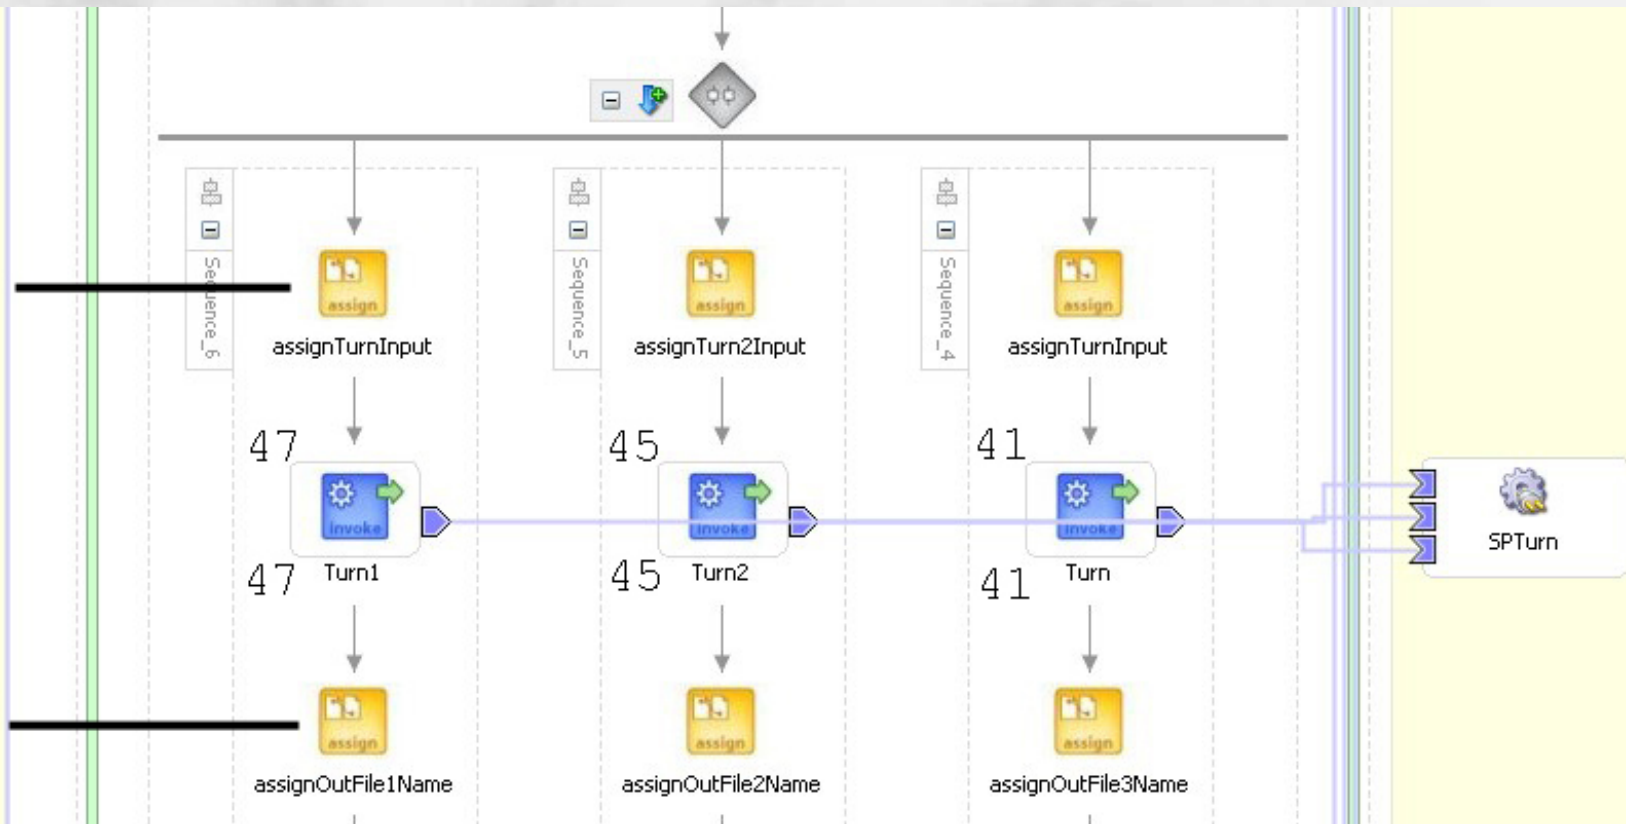 Sequence_6
Sequence_5
Sequence_4
assign
assign
assign
assignTurnInput
assignTurn2Input
assignTurnInput
47
45
41
invoke
invoke
invoke
SPTurn
47
Turn1
45
Turn2
41
Turn
assign
assign
assign
assignOutFile1Name
assignOutFile2Name
assignOutFile3Name